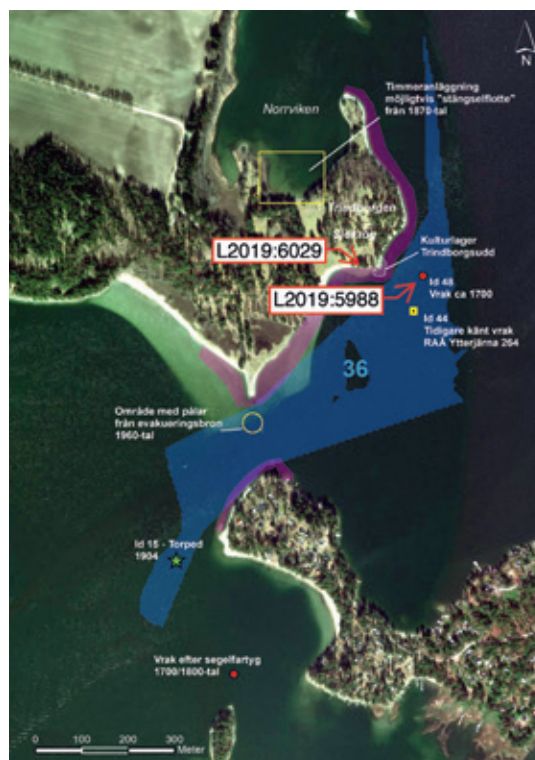 N
Timmeranläggning
möjligtvis "stängselflotte"
från 1870-tal
Norrviken
Trindborden
L2019:6029
Kulturlager
Trindborgsudd
L2019:5988
Id 48
Vrak ca 1700
Id 44
Tidigare känt vrak
RAÄ Ytterjärna 264
36
Område med pålar
från evakueringsbron
1960-tal
Id 15 - Torped
1904
Vrak efter segelfartyg
1700/1800-tal
0 100 200 300
Meter